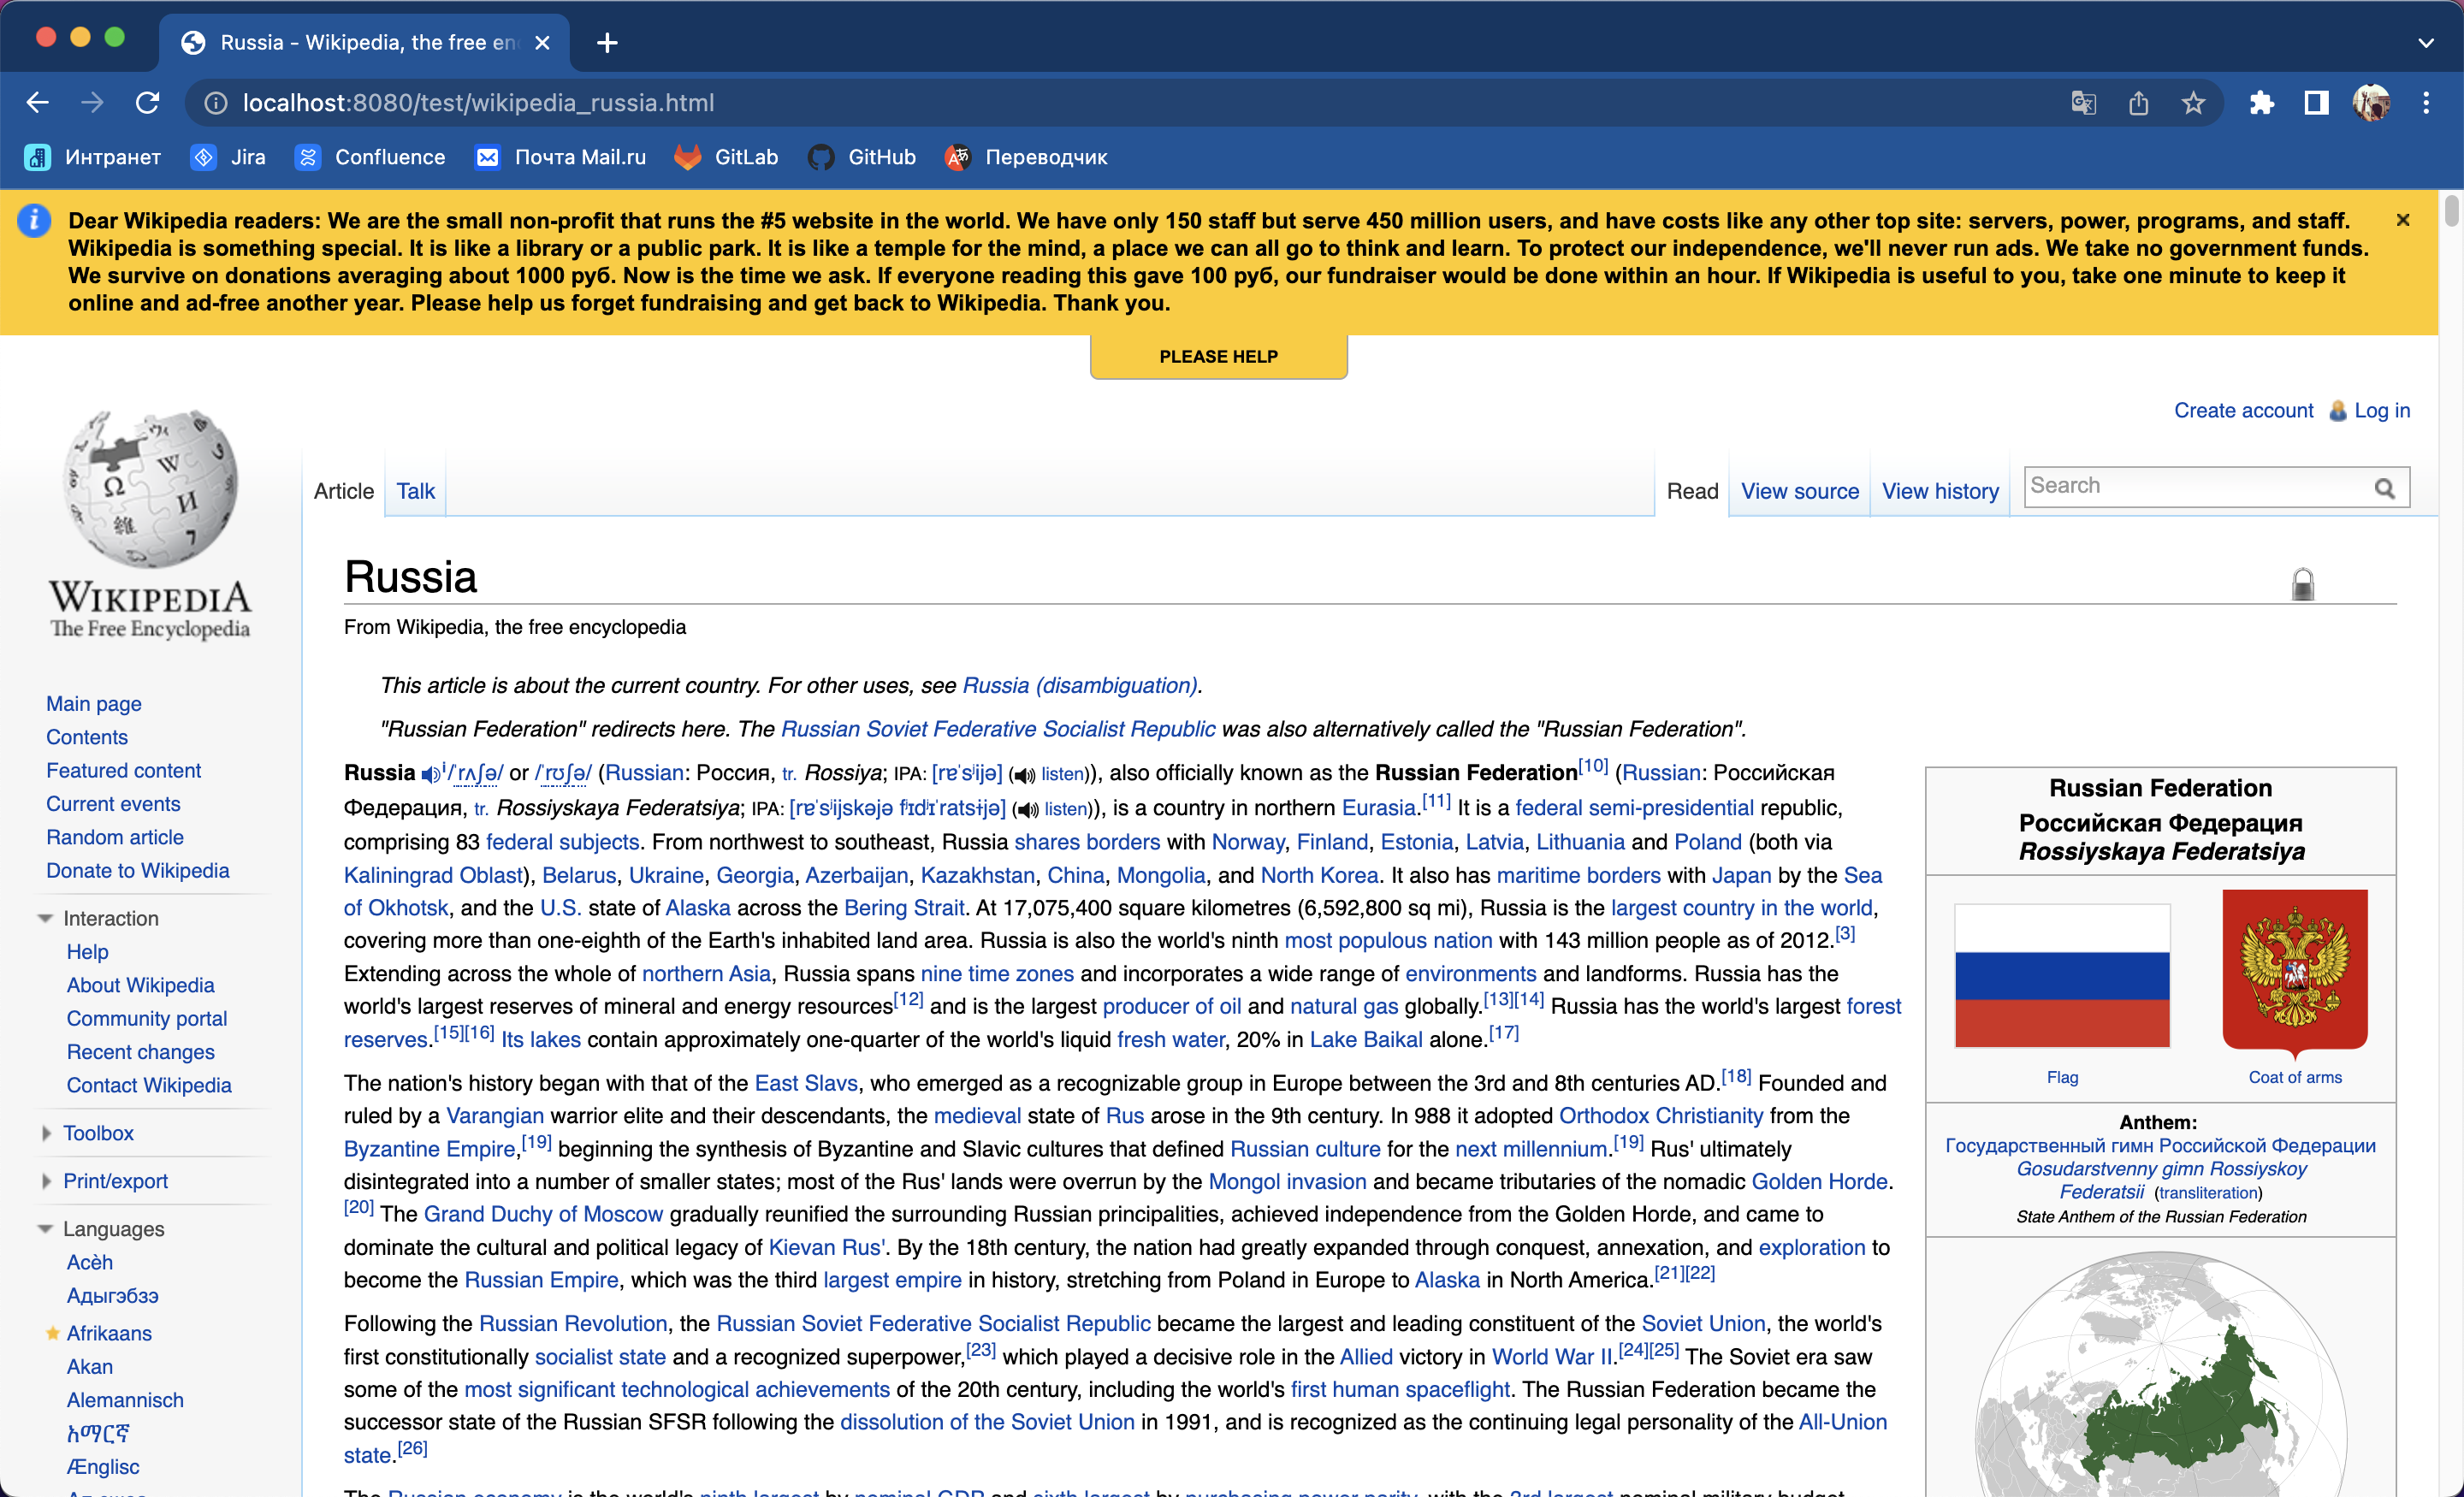 Russia - Wikipedia, the free en
localhost:8080/test/wikipedia_russia.html
Интранет Jira Confluence Почта Mail.ru GitLab GitHub Переводчик
Dear Wikipedia readers: We are the small non-profit that runs the #5 website in the world. We have only 150 staff but serve 450 million users, and have costs like any other top site: servers, power, programs, and staff.
Wikipedia is something special. It is like a library or a public park. It is like a temple for the mind, a place we can all go to think and learn. To protect our independence, we'll never run ads. We take no government funds.
We survive on donations averaging about 1000 руб. Now is the time we ask. If everyone reading this gave 100 руб, our fundraiser would be done within an hour. If Wikipedia is useful to you, take one minute to keep it
online and ad-free another year. Please help us forget fundraising and get back to Wikipedia. Thank you.
PLEASE HELP
Create account Log in
WIKIPEDIA
The Free Encyclopedia
Main page
Contents
Featured content
Current events
Random article
Donate to Wikipedia
Interaction
Help
About Wikipedia
Community portal
Recent changes
Contact Wikipedia
Toolbox
Print/export
Languages
Acèh
Адыгэбзэ
Afrikaans
Akan
Alemannisch
አማርኛ
Ænglisc
Article Talk
Read View source View history Search
Russia
From Wikipedia, the free encyclopedia
This article is about the current country. For other uses, see Russia (disambiguation).
"Russian Federation" redirects here. The Russian Soviet Federative Socialist Republic was also alternatively called the "Russian Federation".
Russia i/ˈrʌʃə/ or /ˈrʊʃə/ (Russian: Россия, tr. Rossiya; IPA: [rɐˈsʲijə] (listen)), also officially known as the Russian Federation[10] (Russian: Российская
Федерация, tr. Rossiyskaya Federatsiya; IPA: [rɐˈsʲijskəjə fʲɪdʲɪˈratsɨjə] (listen)), is a country in northern Eurasia.[11] It is a federal semi-presidential republic,
comprising 83 federal subjects. From northwest to southeast, Russia shares borders with Norway, Finland, Estonia, Latvia, Lithuania and Poland (both via
Kaliningrad Oblast), Belarus, Ukraine, Georgia, Azerbaijan, Kazakhstan, China, Mongolia, and North Korea. It also has maritime borders with Japan by the Sea
of Okhotsk, and the U.S. state of Alaska across the Bering Strait. At 17,075,400 square kilometres (6,592,800 sq mi), Russia is the largest country in the world,
covering more than one-eighth of the Earth's inhabited land area. Russia is also the world's ninth most populous nation with 143 million people as of 2012.[3]
Extending across the whole of northern Asia, Russia spans nine time zones and incorporates a wide range of environments and landforms. Russia has the
world's largest reserves of mineral and energy resources[12] and is the largest producer of oil and natural gas globally.[13][14] Russia has the world's largest forest
reserves.[15][16] Its lakes contain approximately one-quarter of the world's liquid fresh water, 20% in Lake Baikal alone.[17]
The nation's history began with that of the East Slavs, who emerged as a recognizable group in Europe between the 3rd and 8th centuries AD.[18] Founded and
ruled by a Varangian warrior elite and their descendants, the medieval state of Rus arose in the 9th century. In 988 it adopted Orthodox Christianity from the
Byzantine Empire,[19] beginning the synthesis of Byzantine and Slavic cultures that defined Russian culture for the next millennium.[19] Rus' ultimately
disintegrated into a number of smaller states; most of the Rus' lands were overrun by the Mongol invasion and became tributaries of the nomadic Golden Horde.
[20] The Grand Duchy of Moscow gradually reunified the surrounding Russian principalities, achieved independence from the Golden Horde, and came to
dominate the cultural and political legacy of Kievan Rus'. By the 18th century, the nation had greatly expanded through conquest, annexation, and exploration to
become the Russian Empire, which was the third largest empire in history, stretching from Poland in Europe to Alaska in North America.[21][22]
Following the Russian Revolution, the Russian Soviet Federative Socialist Republic became the largest and leading constituent of the Soviet Union, the world's
first constitutionally socialist state and a recognized superpower,[23] which played a decisive role in the Allied victory in World War II.[24][25] The Soviet era saw
some of the most significant technological achievements of the 20th century, including the world's first human spaceflight. The Russian Federation became the
successor state of the Russian SFSR following the dissolution of the Soviet Union in 1991, and is recognized as the continuing legal personality of the All-Union
state.[26]
The Russian economy is the world's ninth largest by nominal GDP and sixth largest by purchasing power parity, with the 3rd largest nominal military budget.
Russian Federation
Российская Федерация
Rossiyskaya Federatsiya
Flag Coat of arms
Anthem:
Государственный гимн Российской Федерации
Gosudarstvenny gimn Rossiyskoy
Federatsii (transliteration)
State Anthem of the Russian Federation